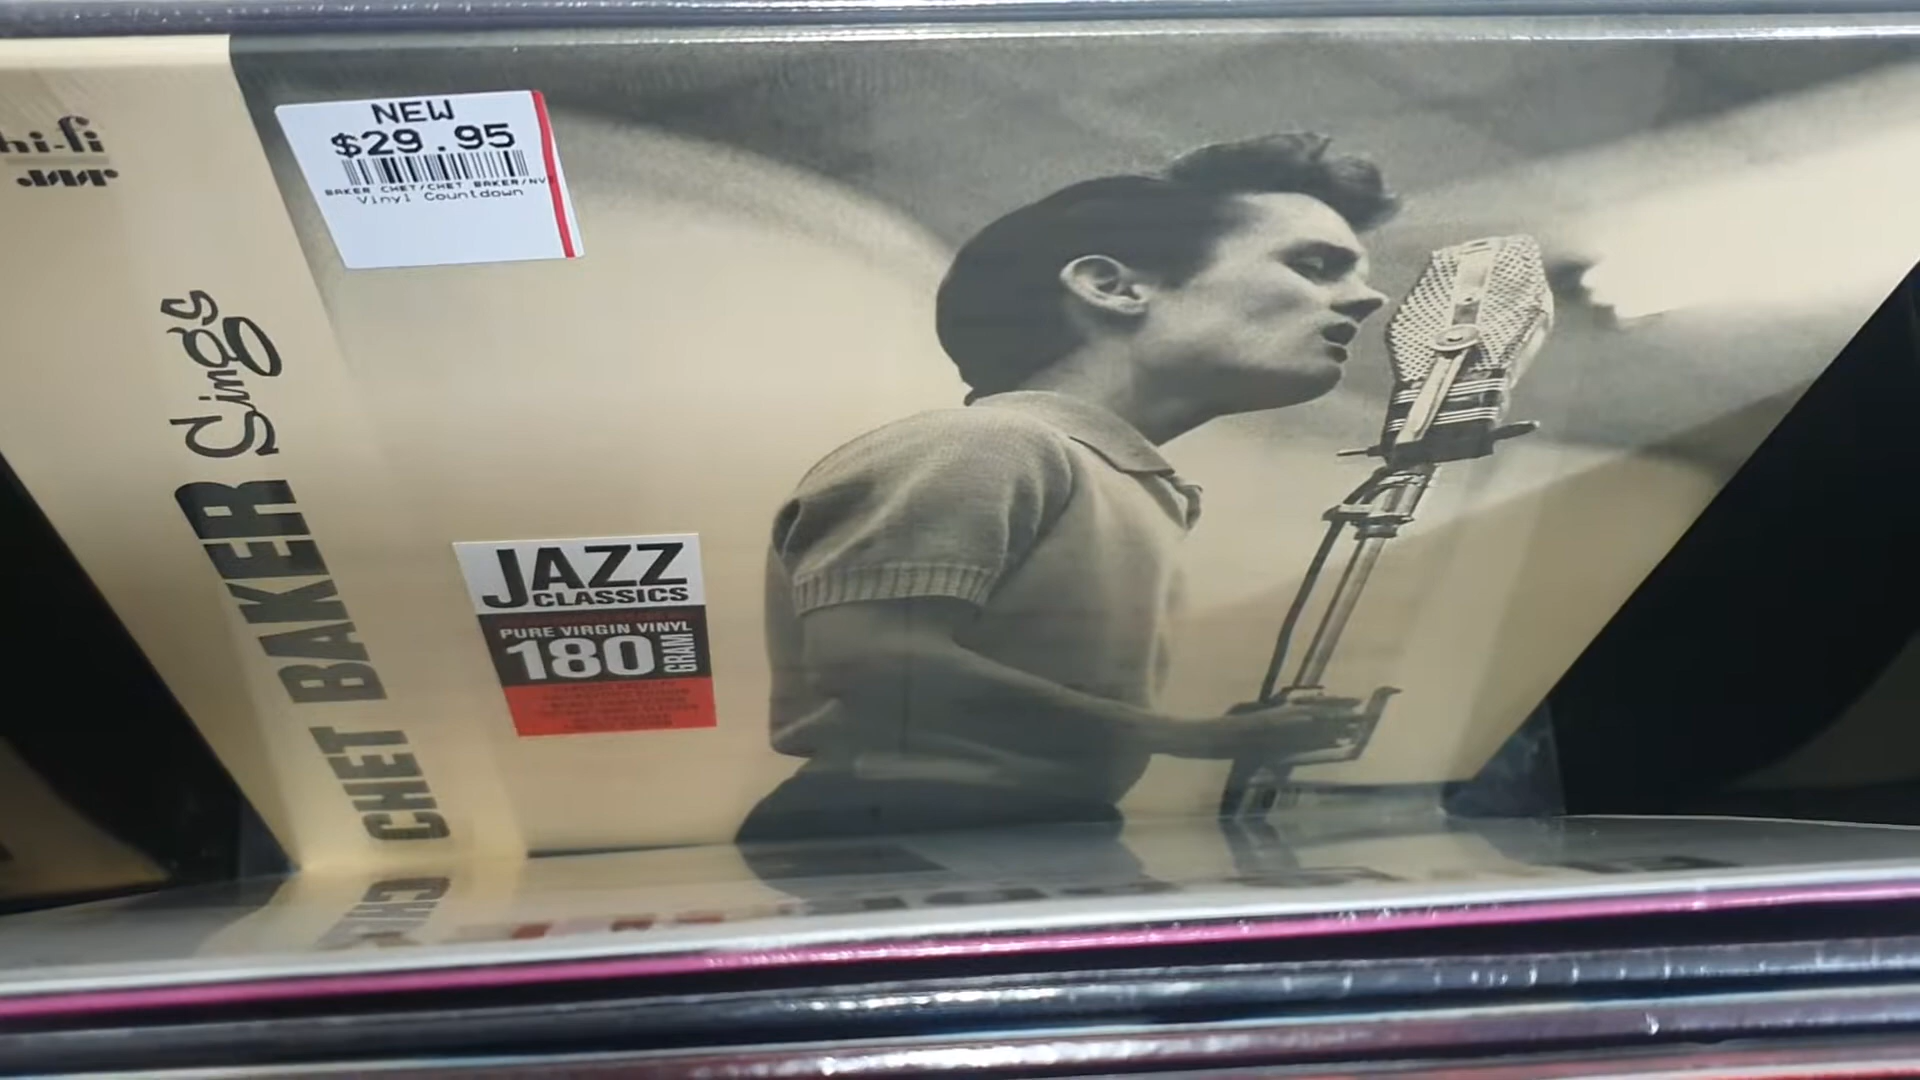 hi-fi
jazz
NEW
$29.95
BAKER CHET/CHET BAKER/NV
Vinyl Countdown
CHET BAKER Sings
JAZZ
CLASSICS
PURE VIRGIN VINYL
180 GRAM